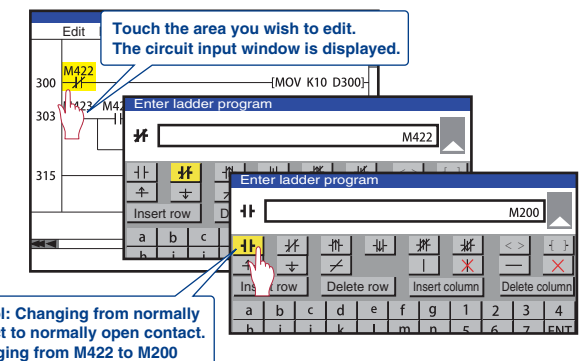 Edit
Touch the area you wish to edit.
The circuit input window is displayed.
M422
300
[MOV K10 D300]
303
315
Enter ladder program
M422
Insert row
a b c
Enter ladder program
M200
< > { }
Insert row Delete row Insert column Delete column
a b c d e f g 1 2 3 4
h i j k l m n 5 6 7 ENT
: Changing from normally
to normally open contact.
from M422 to M200